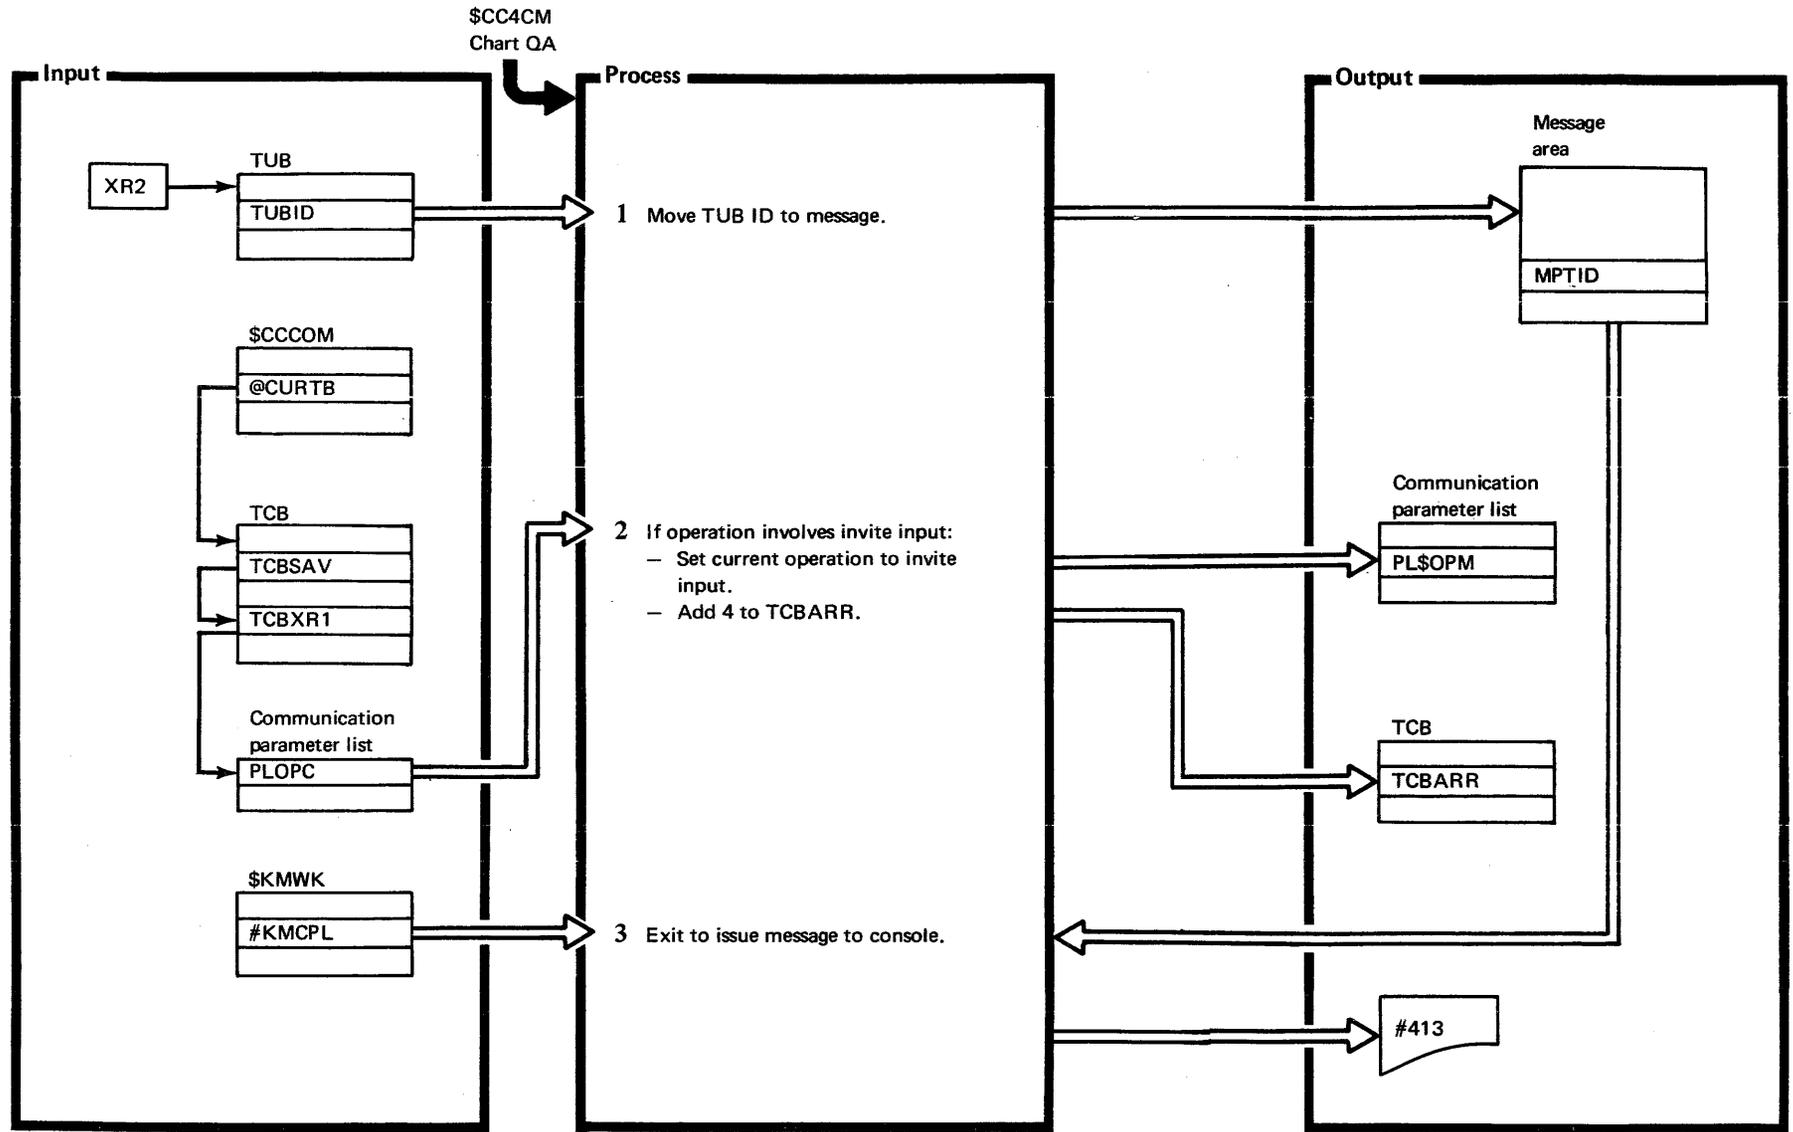 $CC4CM
Chart QA
Input
XR2
TUB
TUBID
$CCCOM
@CURTB
TCB
TCBSAV
TCBXR1
Communication
parameter list
PLOPC
$KMWK
#KMCPL
Process
1 Move TUB ID to message.
2 If operation involves invite input:
— Set current operation to invite
input.
— Add 4 to TCBARR.
3 Exit to issue message to console.
Output
Message
area
MPTID
Communication
parameter list
PL$OPM
TCB
TCBARR
#413